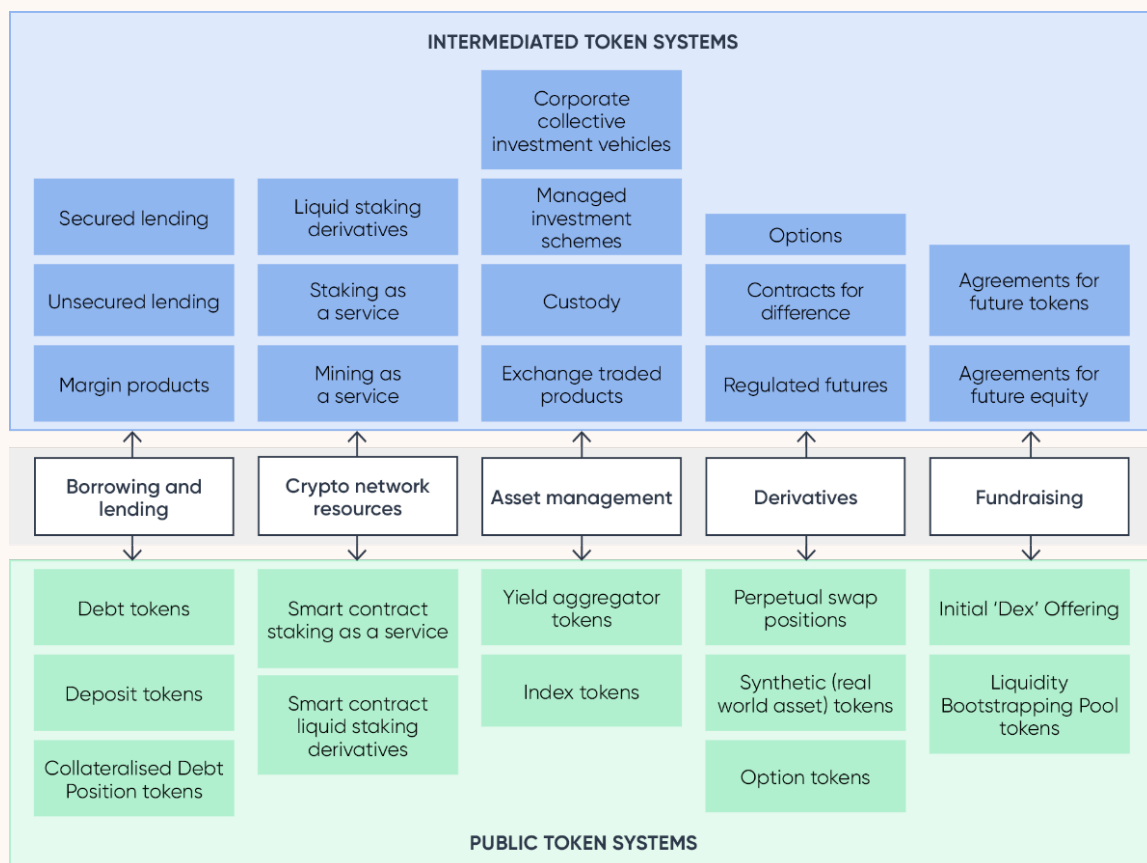 INTERMEDIATED TOKEN SYSTEMS
Corporate
collective
investment vehicles
Secured lending
Liquid staking
derivatives
Managed
investment
schemes
Options
Agreements for
future tokens
Unsecured lending
Staking as
a service
Custody
Contracts for
difference
Margin products
Mining as
a service
Exchange traded
products
Regulated futures
Agreements for
future equity
Borrowing and
lending
Crypto network
resources
Asset management
Derivatives
Fundraising
Debt tokens
Smart contract
staking as a service
Yield aggregator
tokens
Perpetual swap
positions
Initial ‘Dex’ Offering
Deposit tokens
Smart contract
liquid staking
derivatives
Index tokens
Synthetic (real
world asset) tokens
Liquidity
Bootstrapping Pool
tokens
Collateralised Debt
Position tokens
Option tokens
PUBLIC TOKEN SYSTEMS